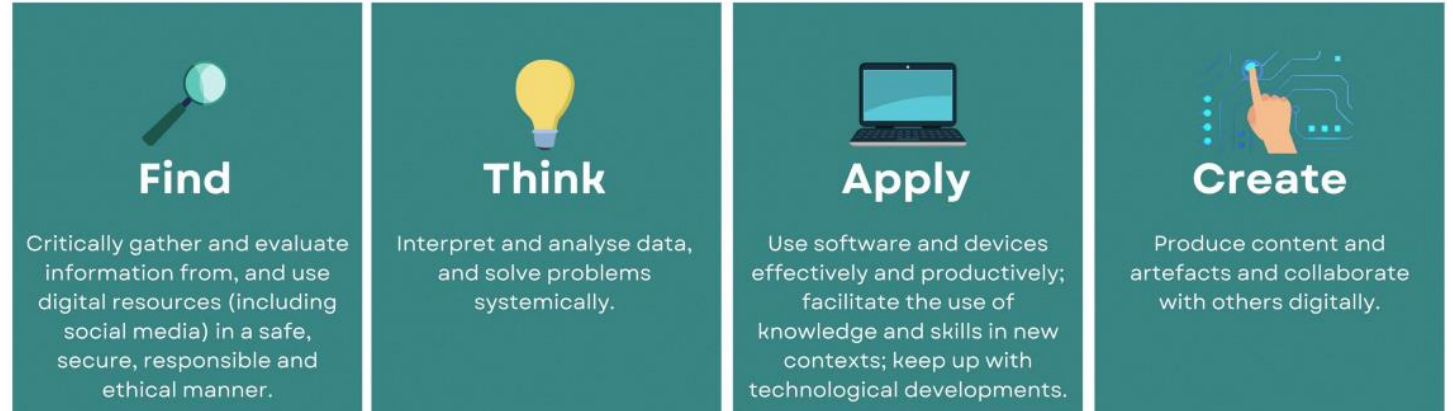 Find
Critically gather and evaluate
information from, and use
digital resources (including
social media) in a safe,
secure, responsible and
ethical manner.
Think
Interpret and analyse data,
and solve problems
systemically.
Apply
Use software and devices
effectively and productively;
facilitate the use of
knowledge and skills in new
contexts; keep up with
technological developments.
Create
Produce content and
artefacts and collaborate
with others digitally.